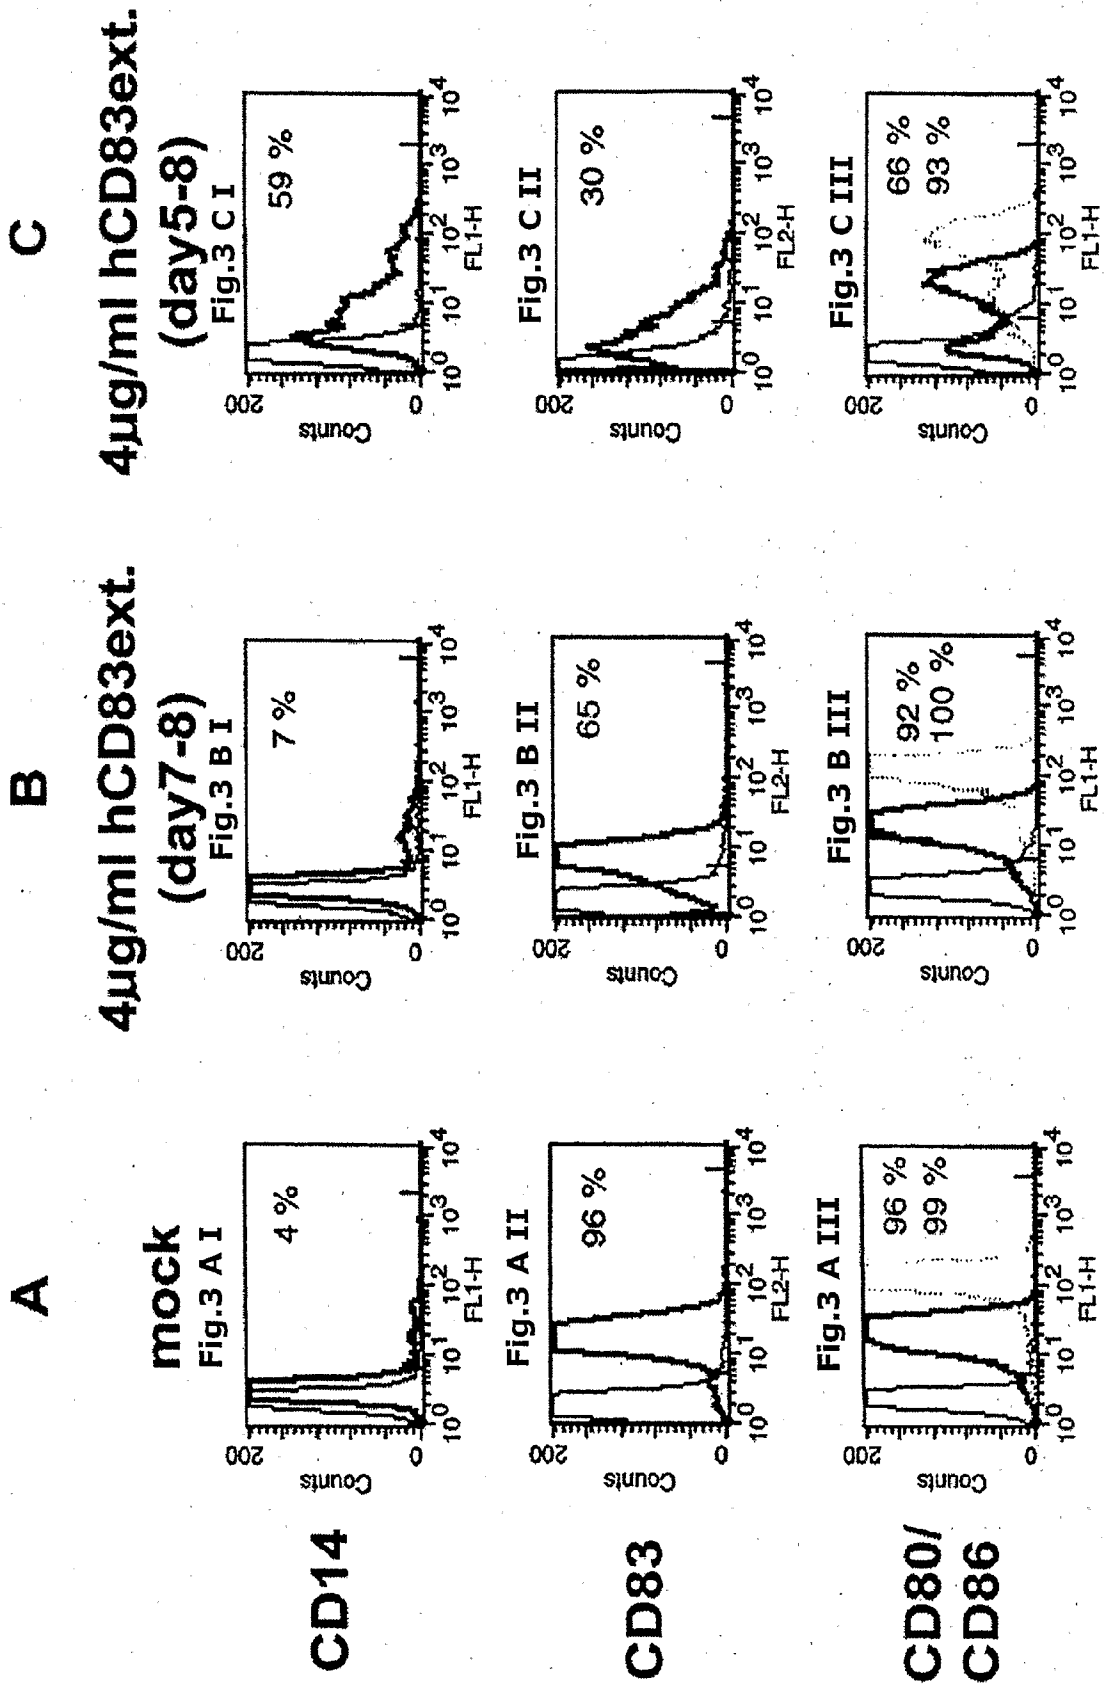 A
B
C
mock
4µg/ml hCD83ext.
(day7-8)
4µg/ml hCD83ext.
(day5-8)
CD14
Fig.3 A I
200
0
Counts
4 %
10^0 10^1 10^2 10^3 10^4
FL1-H
Fig.3 B I
200
0
Counts
7 %
10^0 10^1 10^2 10^3 10^4
FL1-H
Fig.3 C I
200
0
Counts
59 %
10^0 10^1 10^2 10^3 10^4
FL1-H
CD83
Fig.3 A II
200
0
Counts
96 %
10^0 10^1 10^2 10^3 10^4
FL2-H
Fig.3 B II
200
0
Counts
65 %
10^0 10^1 10^2 10^3 10^4
FL2-H
Fig.3 C II
200
0
Counts
30 %
10^0 10^1 10^2 10^3 10^4
FL2-H
CD80/
CD86
Fig.3 A III
200
0
Counts
96 %
99 %
10^0 10^1 10^2 10^3 10^4
FL1-H
Fig.3 B III
200
0
Counts
92 %
100 %
10^0 10^1 10^2 10^3 10^4
FL1-H
Fig.3 C III
200
0
Counts
66 %
93 %
10^0 10^1 10^2 10^3 10^4
FL1-H